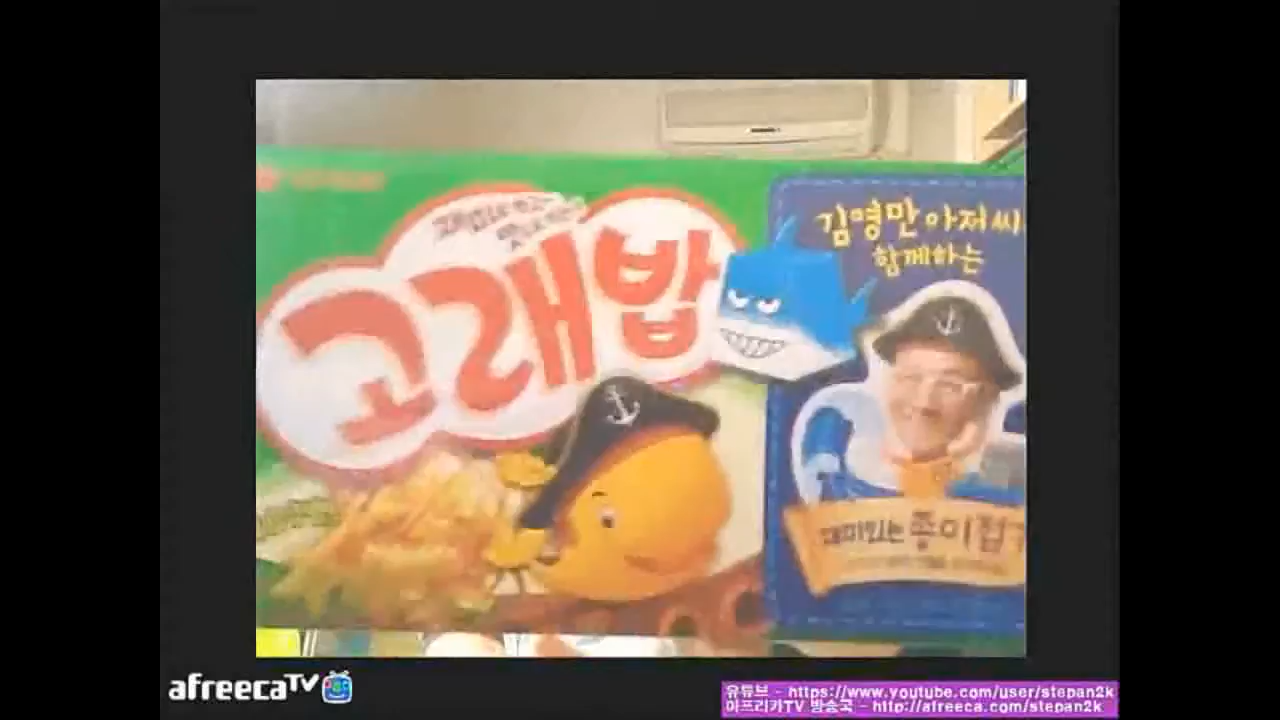 고래밥
김영만 아저씨
함께하는
재미있는 종이접기
afreecaTV
유튜브 - https://www.youtube.com/user/stepan2k
아프리카TV 방송국 - http://afreeca.com/stepan2k